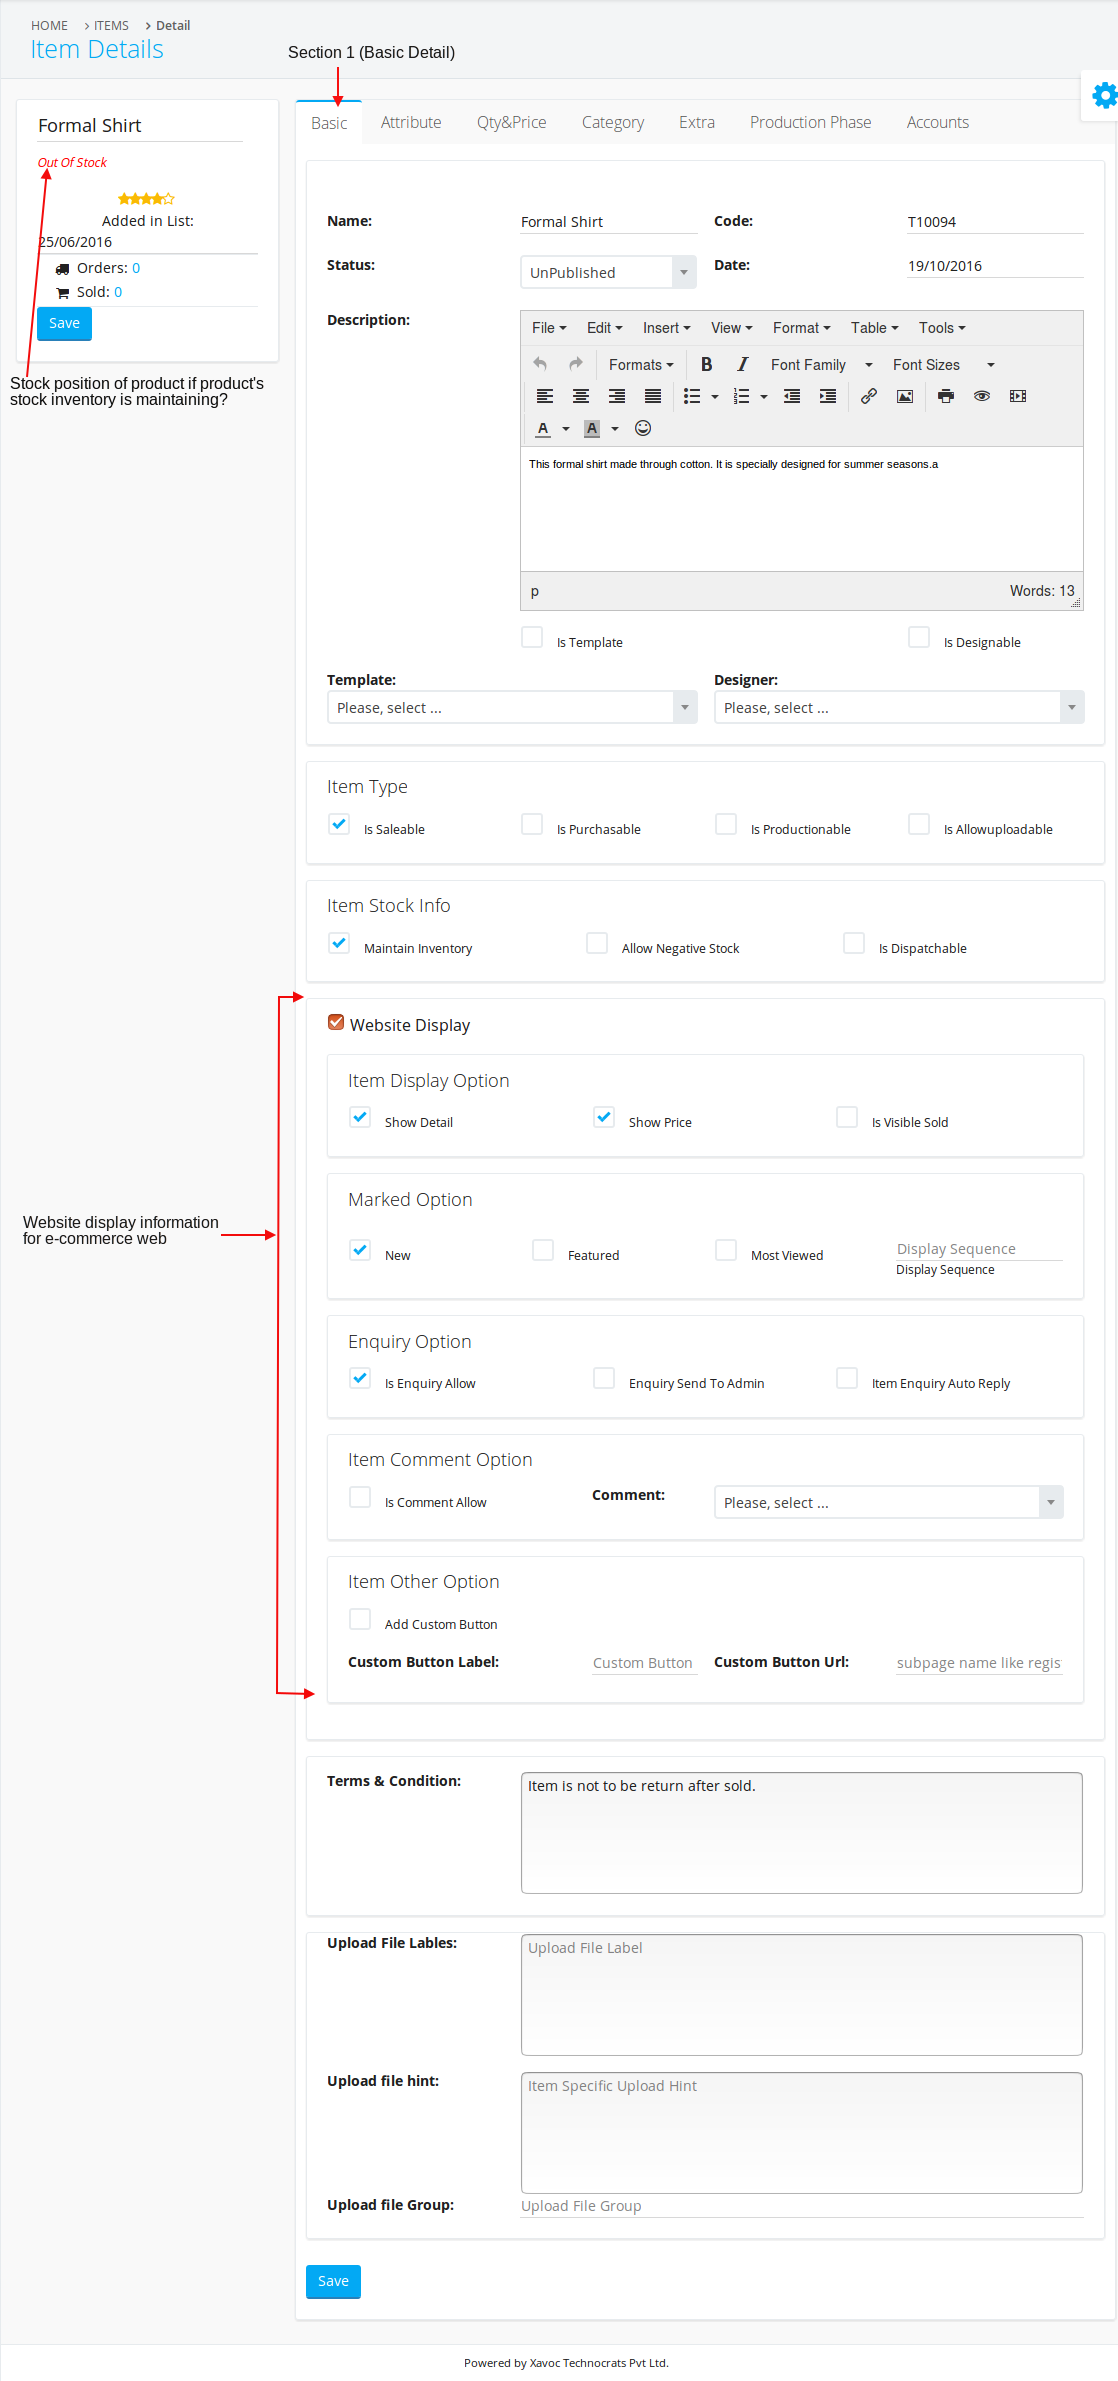 HOME > ITEMS > Detail
Item Details
Section 1 (Basic Detail)
Formal Shirt
Out Of Stock
Added in List:
25/06/2016
Orders: 0
Sold: 0
Save
Stock position of product if product's
stock inventory is maintaining?
Basic Attribute Qty&Price Category Extra Production Phase Accounts
Name: Formal Shirt Code: T10094
Status: UnPublished Date: 19/10/2016
Description:
File Edit Insert View Format Table Tools
Formats B I Font Family Font Sizes
A A
This formal shirt made through cotton. It is specially designed for summer seasons.a
p Words: 13
Is Template Is Designable
Template: Designer:
Please, select ... Please, select ...
Item Type
Is Saleable Is Purchasable Is Productionable Is Allowuploadable
Item Stock Info
Maintain Inventory Allow Negative Stock Is Dispatchable
Website Display
Item Display Option
Show Detail Show Price Is Visible Sold
Marked Option
New Featured Most Viewed Display Sequence
Display Sequence
Website display information
for e-commerce web
Enquiry Option
Is Enquiry Allow Enquiry Send To Admin Item Enquiry Auto Reply
Item Comment Option
Is Comment Allow Comment: Please, select ...
Item Other Option
Add Custom Button
Custom Button Label: Custom Button Custom Button Url: subpage name like regis
Terms & Condition: Item is not to be return after sold.
Upload File Lables: Upload File Label
Upload file hint: Item Specific Upload Hint
Upload file Group: Upload File Group
Save
Powered by Xavoc Technocrats Pvt Ltd.